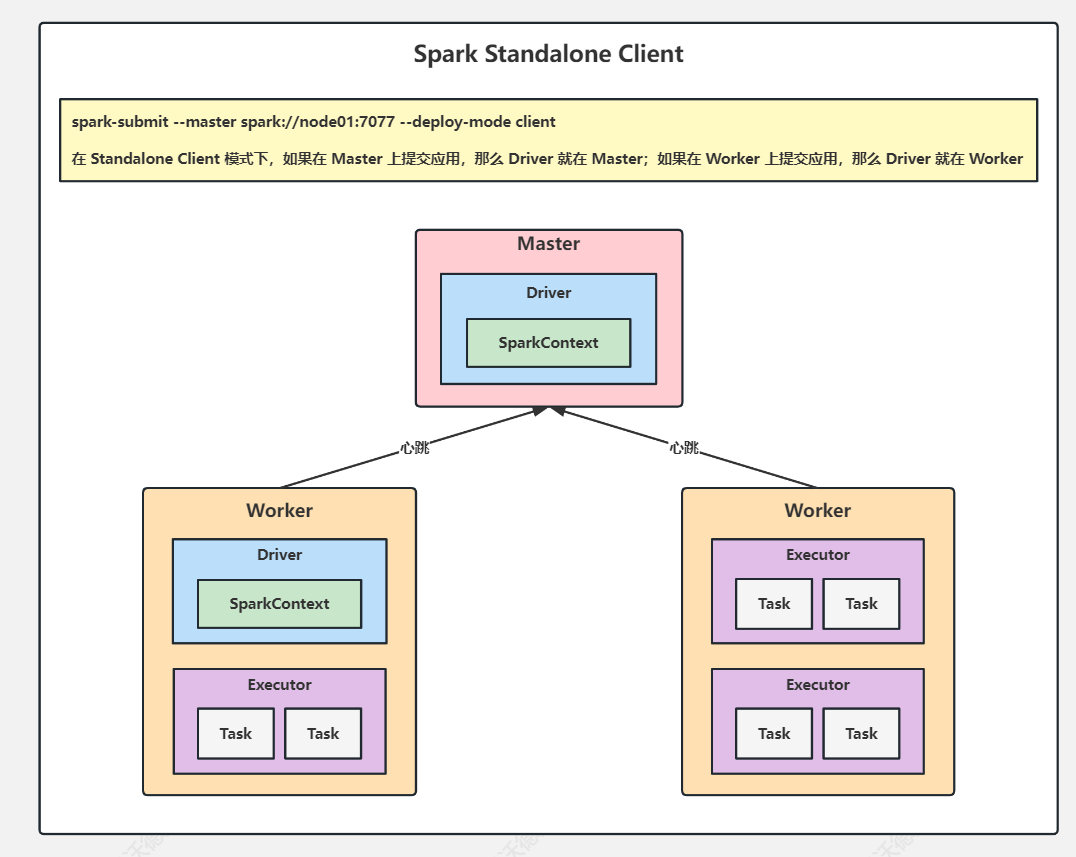 Spark Standalone Client
spark-submit --master spark://node01:7077 --deploy-mode client
在 Standalone Client 模式下，如果在 Master 上提交应用，那么 Driver 就在 Master；如果在 Worker 上提交应用，那么 Driver 就在 Worker
Master
Driver
SparkContext
心跳
心跳
Worker
Driver
SparkContext
Executor
Task Task
Worker
Executor
Task Task
Executor
Task Task